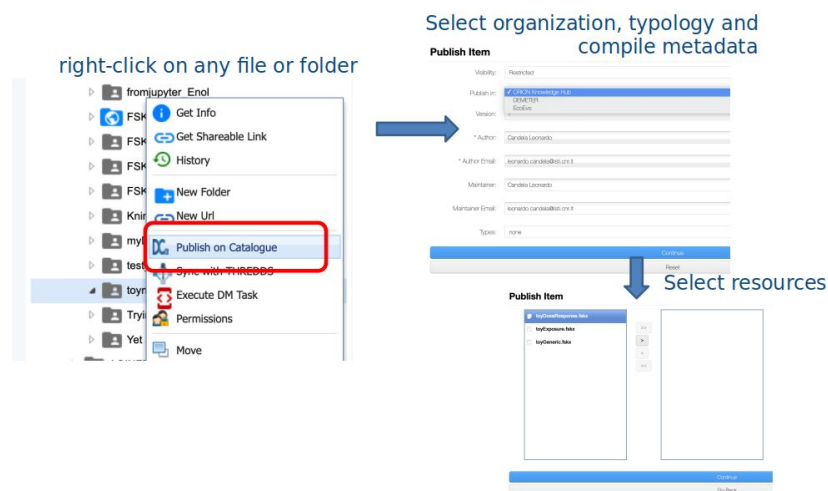 right-click on any file or folder
fromjupyter_Enol
FSK
FSK
FSK
FSK
Knir
test
toyr
Tryi
Yet
Get Info
Get Shareable Link
History
New Folder
New Url
Publish on Catalogue
Sync with THREDDS
Execute DM Task
Permissions
Move
Select organization, typology and
compile metadata
Publish Item
Visibility: Restricted
Publish in: ✓ ORION Knowledge Hub
DEMETER
EcoEvo
Version:
* Author: Candela Leonardo
* Author Email: leonardo.candela@isti.cnr.it
Maintainer: Candela Leonardo
Maintainer Email: leonardo.candela@isti.cnr.it
Types: none
Continue
Reset
Select resources
Publish Item
toyDoseResponse.fskx
toyExposure.fskx
toyGeneric.fskx
>>
>
<
<<
Continue
Go Back